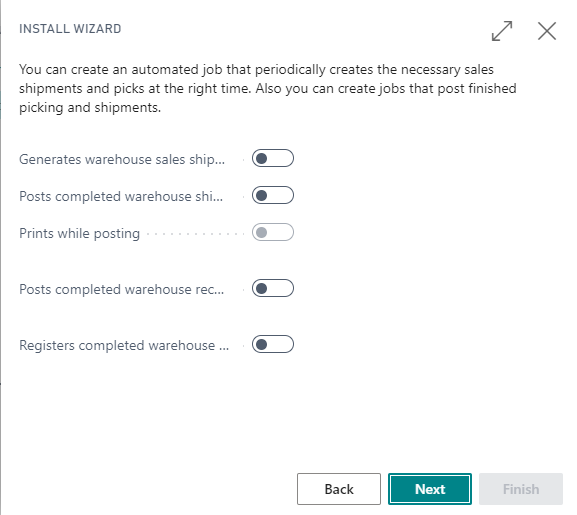 INSTALL WIZARD
You can create an automated job that periodically creates the necessary sales
shipments and picks at the right time. Also you can create jobs that post finished
picking and shipments.
Generates warehouse sales ship...
Posts completed warehouse shi...
Prints while posting
Posts completed warehouse rec...
Registers completed warehouse ...
Back Next Finish